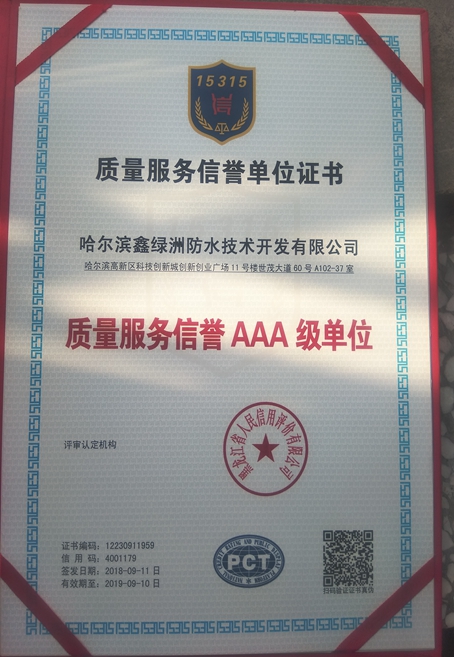 15315
信
质量服务信誉单位证书
哈尔滨鑫绿洲防水技术开发有限公司
哈尔滨高新区科技创新城创新创业广场11号楼世茂大道60号A102-37室
质量服务信誉AAA级单位
评审认定机构
黑龙江省人民信用评价有限公司
证书编码：12230911959
信 用 码：4001179
签发日期：2018-09-11 日
有效期至：2019-09-10 日
PCT
扫码验证证书真伪